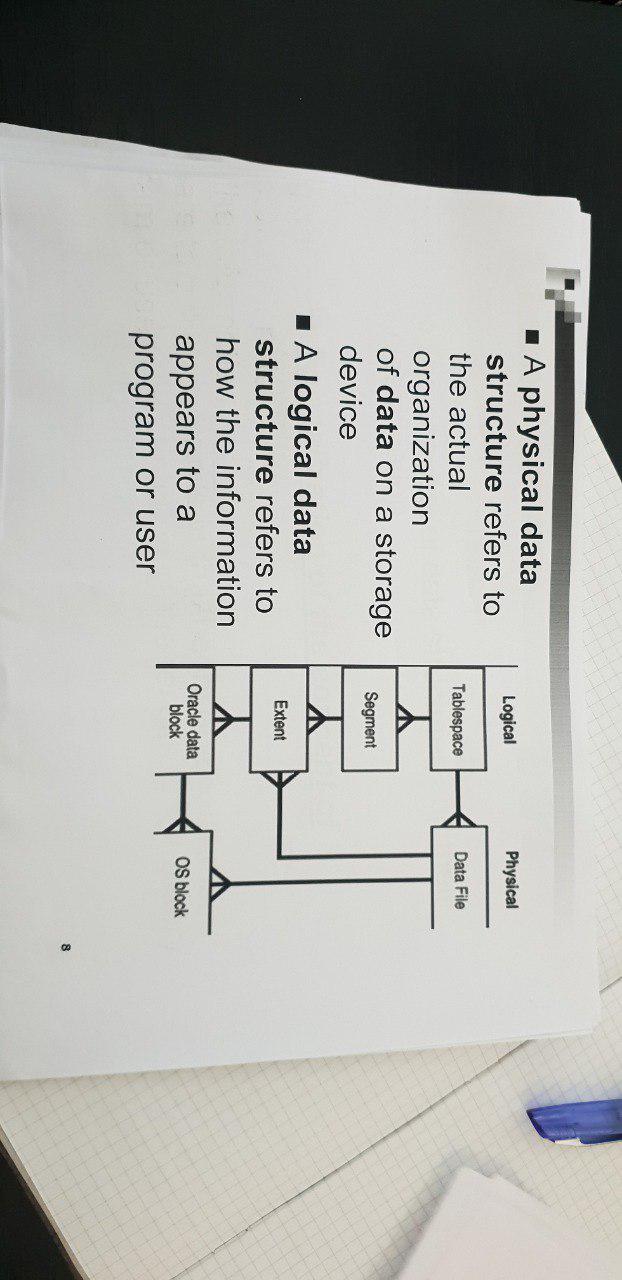 ■ A physical data
structure refers to
the actual
organization
of data on a storage
device
■ A logical data
structure refers to
how the information
appears to a
program or user
Logical
Physical
Tablespace
Data File
Segment
Extent
Oracle data
block
OS block
8